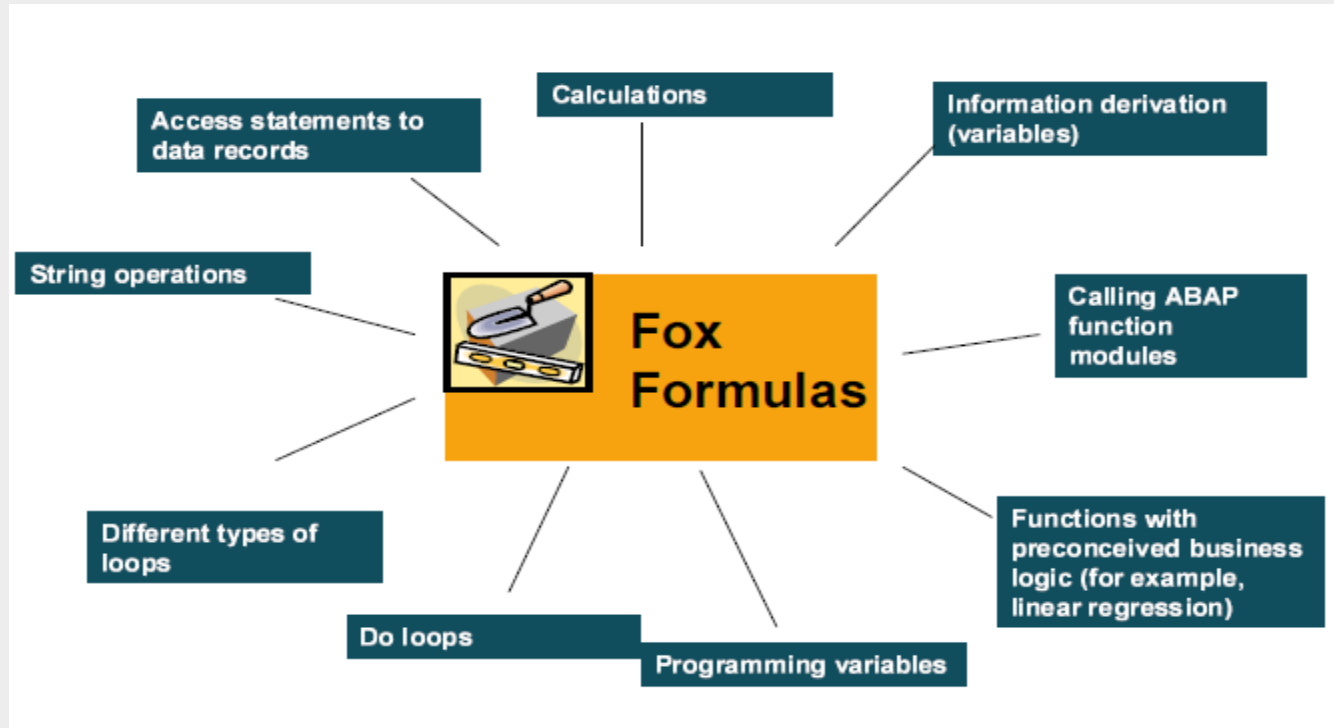 Calculations
Information derivation
(variables)
Access statements to
data records
String operations
Calling ABAP
function
modules
Fox
Formulas
Functions with
preconceived business
logic (for example,
linear regression)
Different types of
loops
Do loops
Programming variables